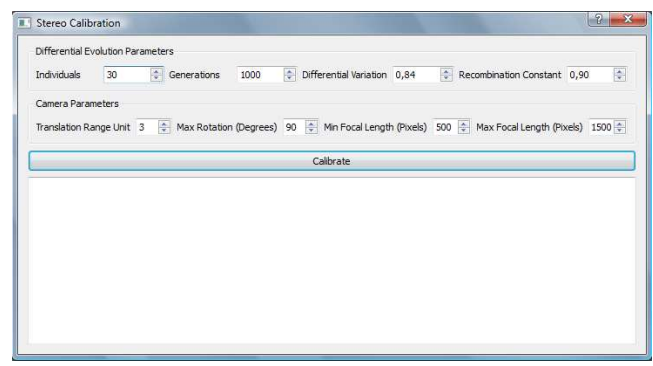 Stereo Calibration
Differential Evolution Parameters
Individuals 30 Generations 1000 Differential Variation 0,84 Recombination Constant 0,90
Camera Parameters
Translation Range Unit 3 Max Rotation (Degrees) 90 Min Focal Length (Pixels) 500 Max Focal Length (Pixels) 1500
Calibrate